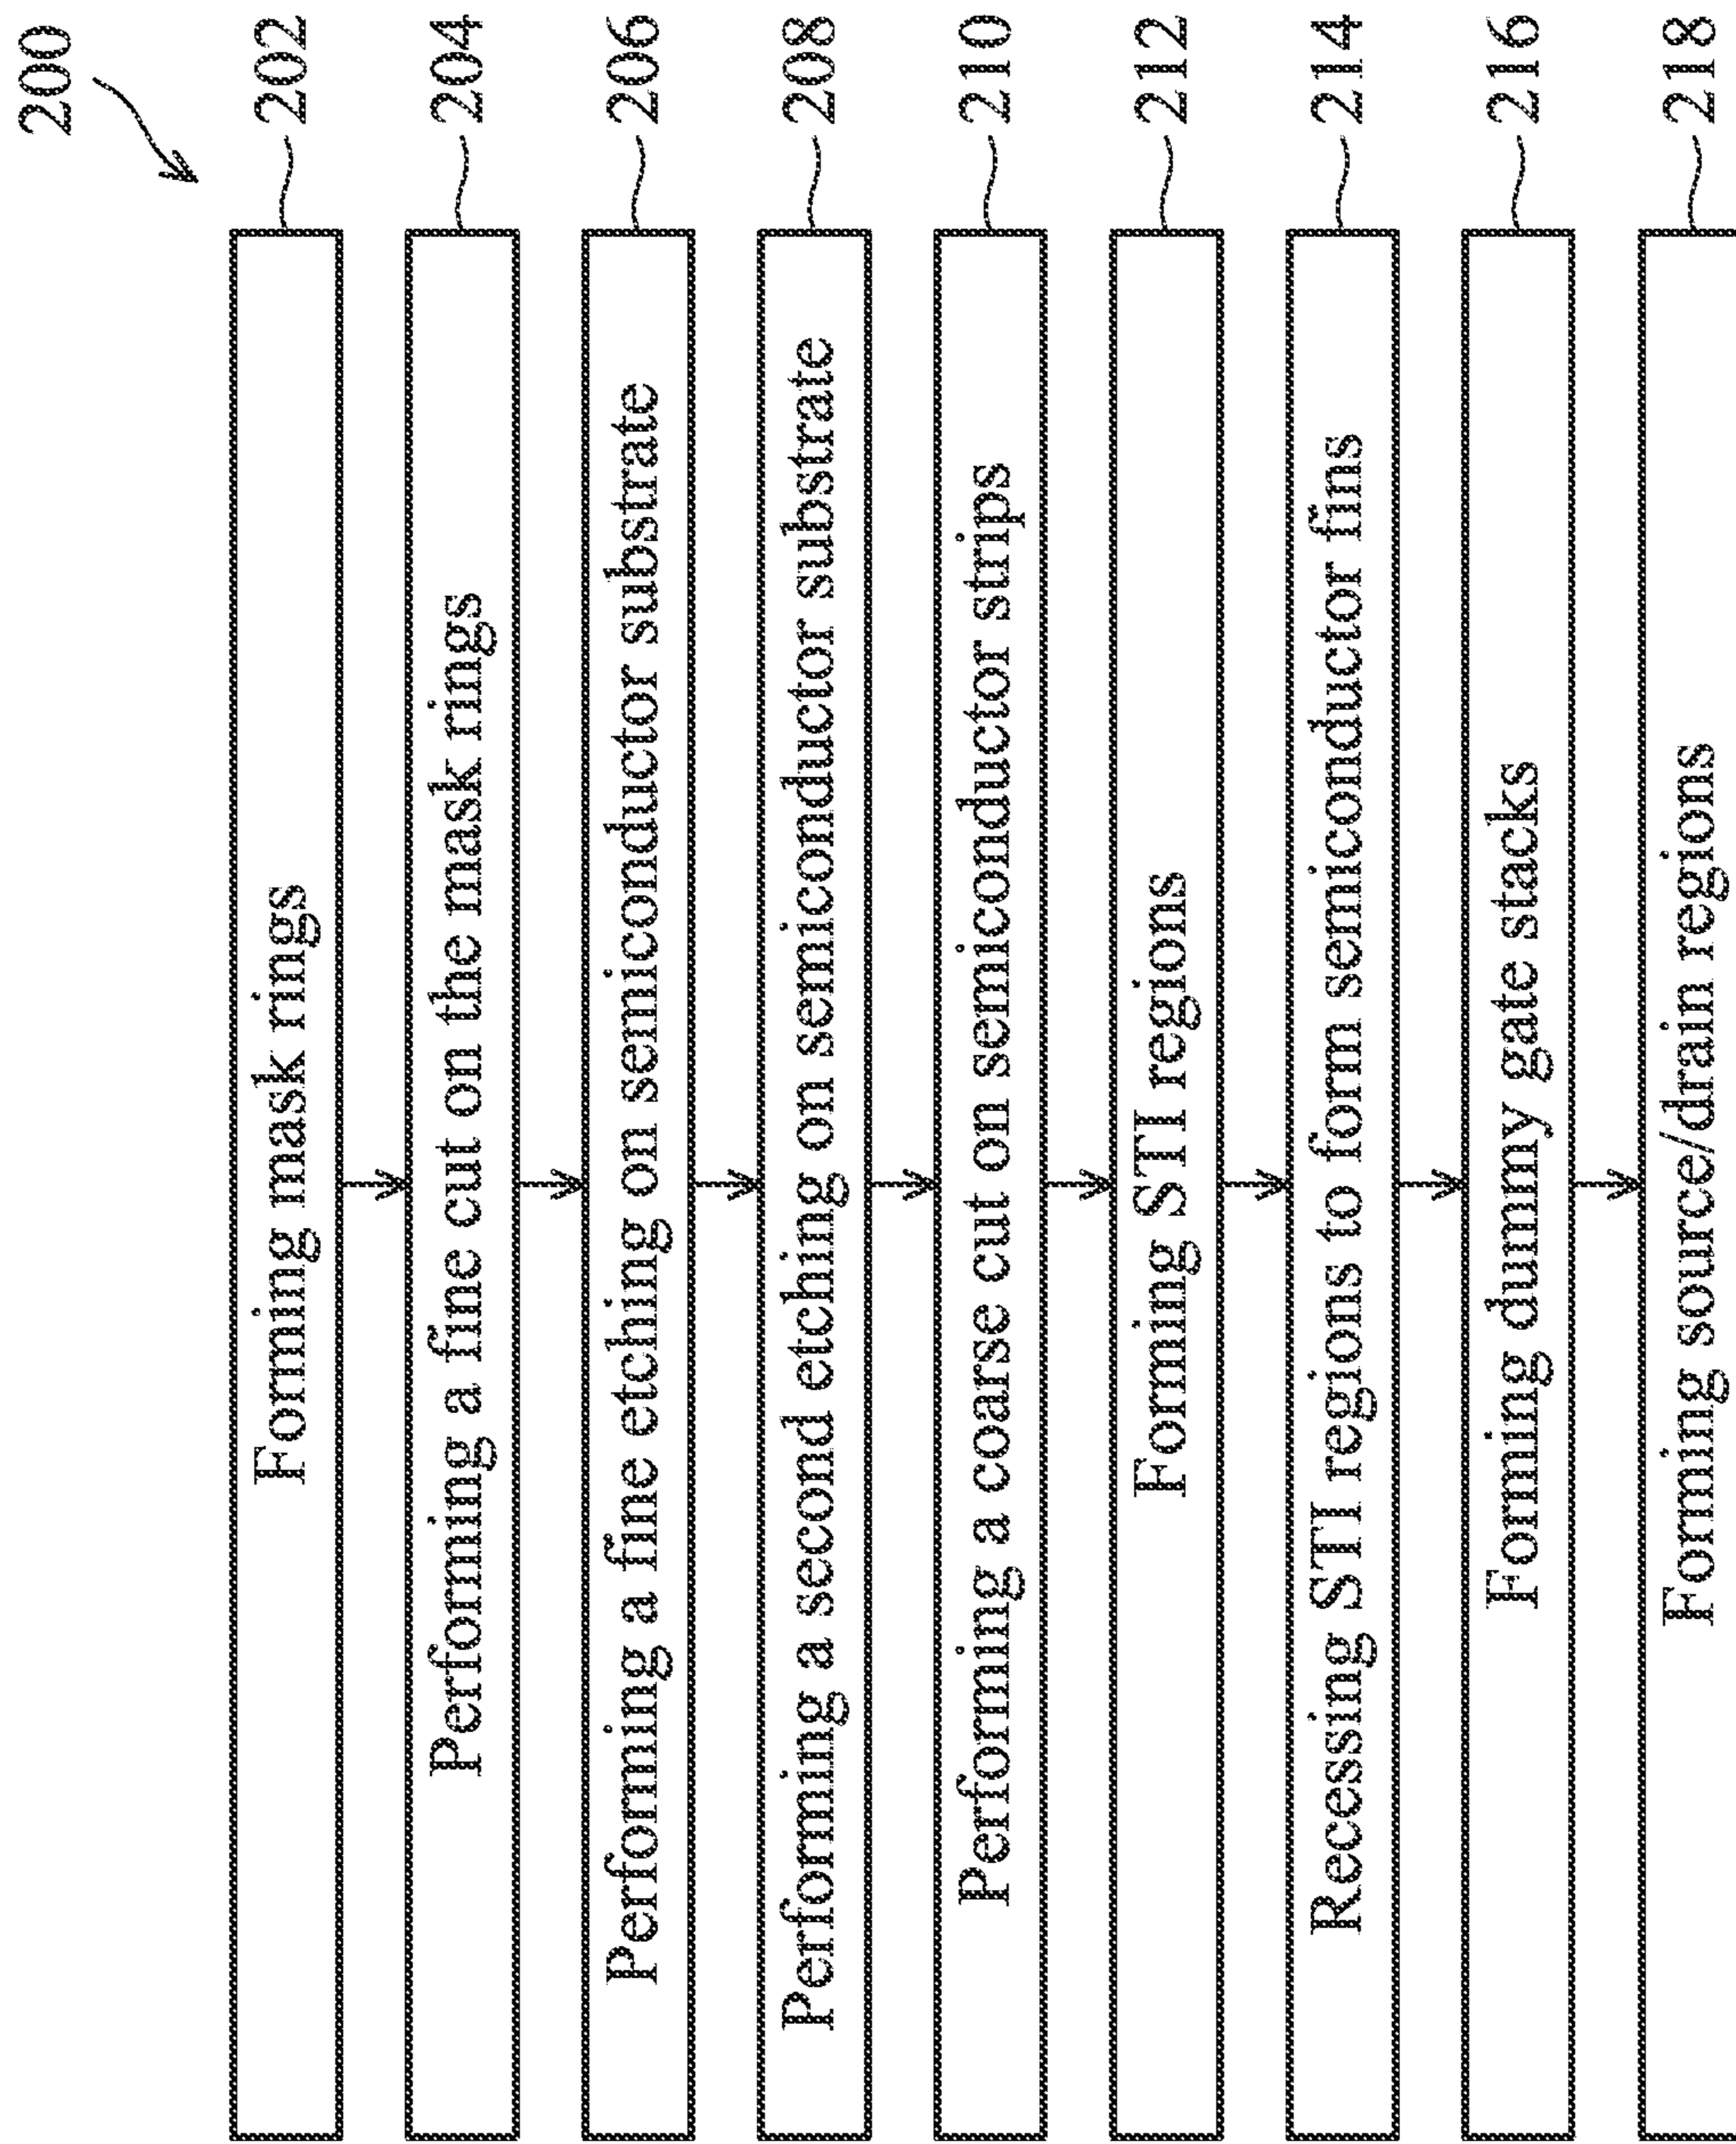 200
Forming mask rings 202
Performing a fine cut on the mask rings 204
Performing a fine etching on semiconductor substrate 206
Performing a second etching on semiconductor substrate 208
Performing a coarse cut on semiconductor strips 210
Forming STI regions 212
Recessing STI regions to form semiconductor fins 214
Forming dummy gate stacks 216
Forming source/drain regions 218